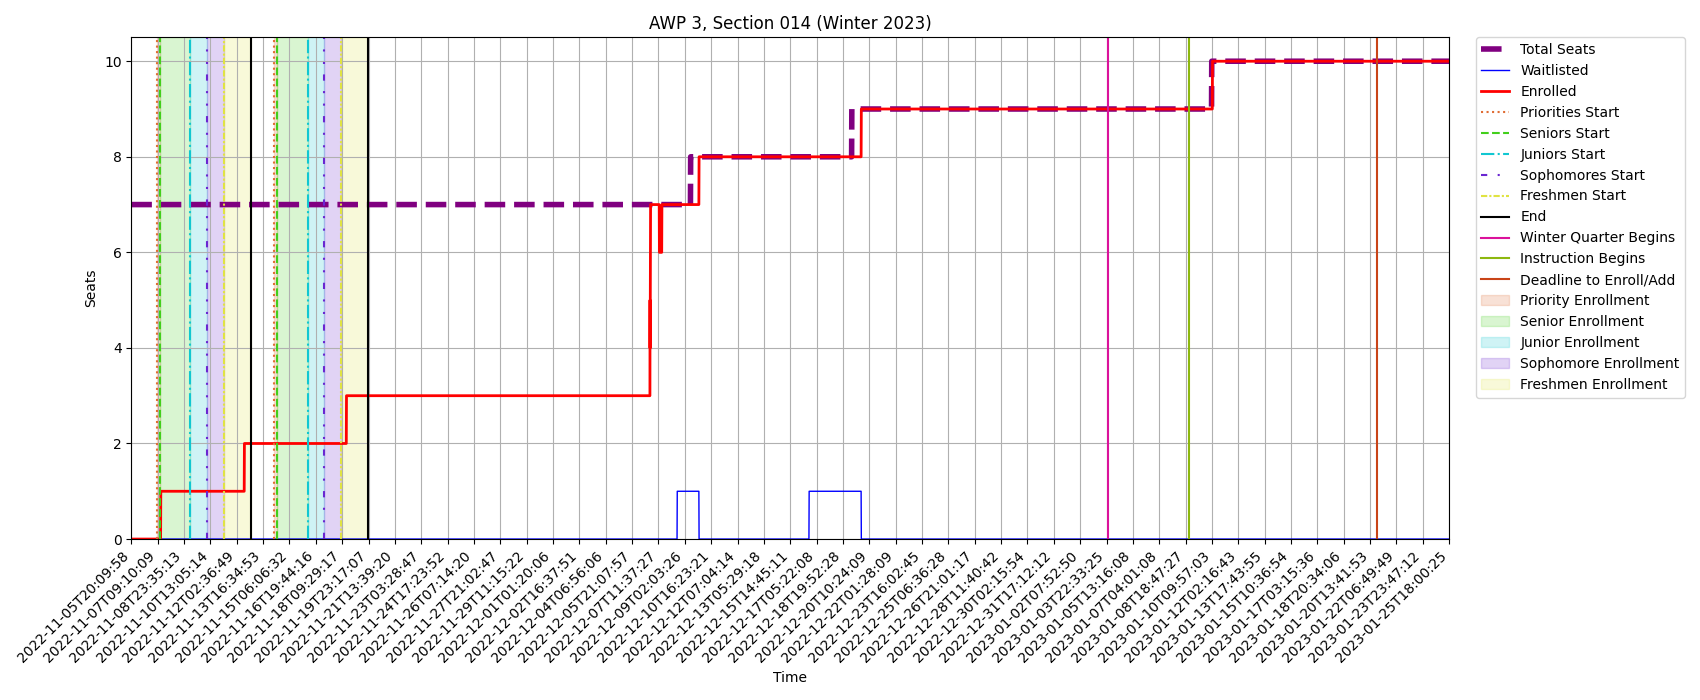 AWP 3, Section 014 (Winter 2023)
10
8
6
4
2
0
Seats
2022-11-05T20:09:58
2022-11-07T09:10:09
2022-11-08T23:35:13
2022-11-10T13:05:14
2022-11-12T02:36:49
2022-11-13T16:34:53
2022-11-15T06:06:32
2022-11-16T19:44:16
2022-11-18T09:29:17
2022-11-19T23:17:07
2022-11-21T13:39:20
2022-11-23T03:28:47
2022-11-24T17:23:52
2022-11-26T07:14:20
2022-11-27T21:02:47
2022-11-29T11:15:22
2022-12-01T01:20:06
2022-12-02T16:37:51
2022-12-04T06:56:06
2022-12-05T21:07:57
2022-12-07T11:37:27
2022-12-09T02:03:26
2022-12-10T16:23:21
2022-12-12T07:04:14
2022-12-13T05:29:18
2022-12-15T14:45:11
2022-12-17T05:22:08
2022-12-18T19:52:28
2022-12-20T10:24:09
2022-12-22T01:28:09
2022-12-23T16:02:45
2022-12-25T06:36:28
2022-12-26T21:01:17
2022-12-28T11:40:42
2022-12-30T02:15:54
2022-12-31T17:12:12
2023-01-02T07:52:50
2023-01-03T22:33:25
2023-01-05T13:16:08
2023-01-07T04:01:08
2023-01-08T18:47:27
2023-01-10T09:57:03
2023-01-12T02:16:43
2023-01-13T17:43:55
2023-01-15T10:36:54
2023-01-17T03:15:36
2023-01-18T20:34:06
2023-01-20T13:41:53
2023-01-22T06:49:49
2023-01-23T23:47:12
2023-01-25T18:00:25
Time
Total Seats
Waitlisted
Enrolled
Priorities Start
Seniors Start
Juniors Start
Sophomores Start
Freshmen Start
End
Winter Quarter Begins
Instruction Begins
Deadline to Enroll/Add
Priority Enrollment
Senior Enrollment
Junior Enrollment
Sophomore Enrollment
Freshmen Enrollment